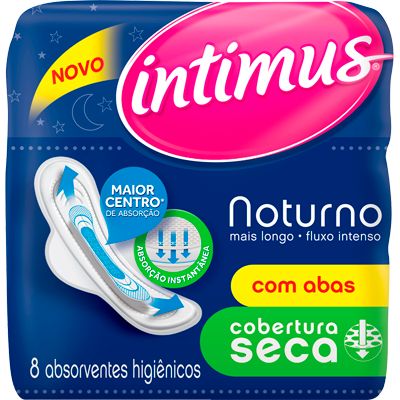 NOVO
intimus®
MAIOR
CENTRO*
DE ABSORÇÃO
ABSORÇÃO INSTANTÂNEA
Noturno
mais longo • fluxo intenso
com abas
cobertura
seca
8 absorventes higiênicos